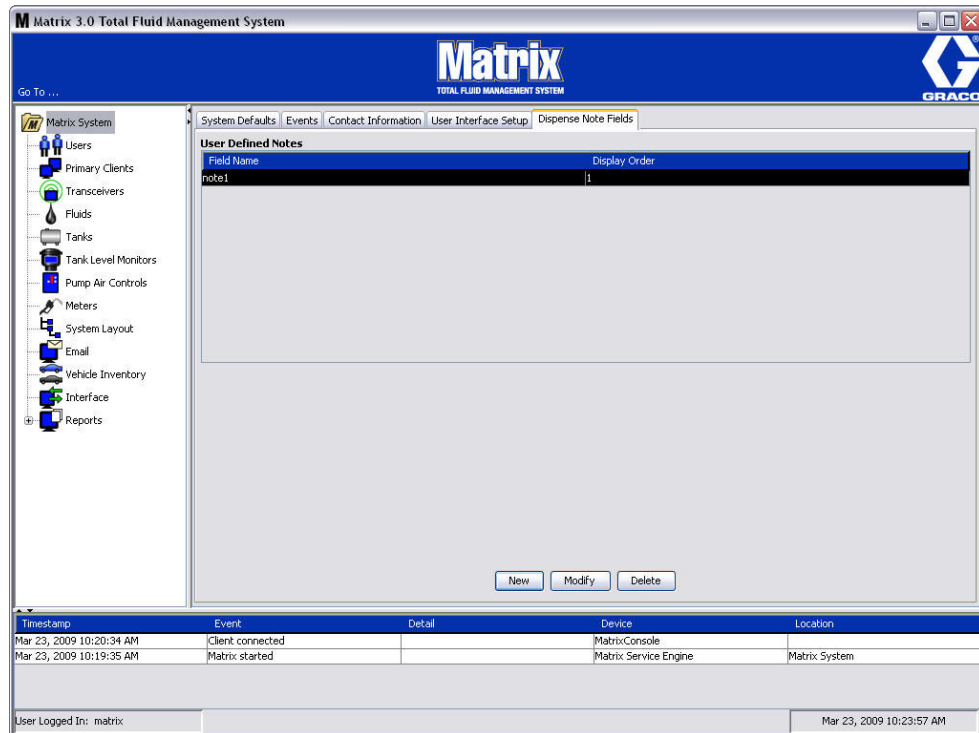 M Matrix 3.0 Total Fluid Management System
Matrix
TOTAL FLUID MANAGEMENT SYSTEM
GRACO
Go To ...
Matrix System
Users
Primary Clients
Transceivers
Fluids
Tanks
Tank Level Monitors
Pump Air Controls
Meters
System Layout
Email
Vehicle Inventory
Interface
Reports
System Defaults Events Contact Information User Interface Setup Dispense Note Fields
User Defined Notes
Field Name Display Order
note1 1
New Modify Delete
Timestamp Event Detail Device Location
Mar 23, 2009 10:20:34 AM Client connected MatrixConsole
Mar 23, 2009 10:19:35 AM Matrix started Matrix Service Engine Matrix System
User Logged In: matrix Mar 23, 2009 10:23:57 AM